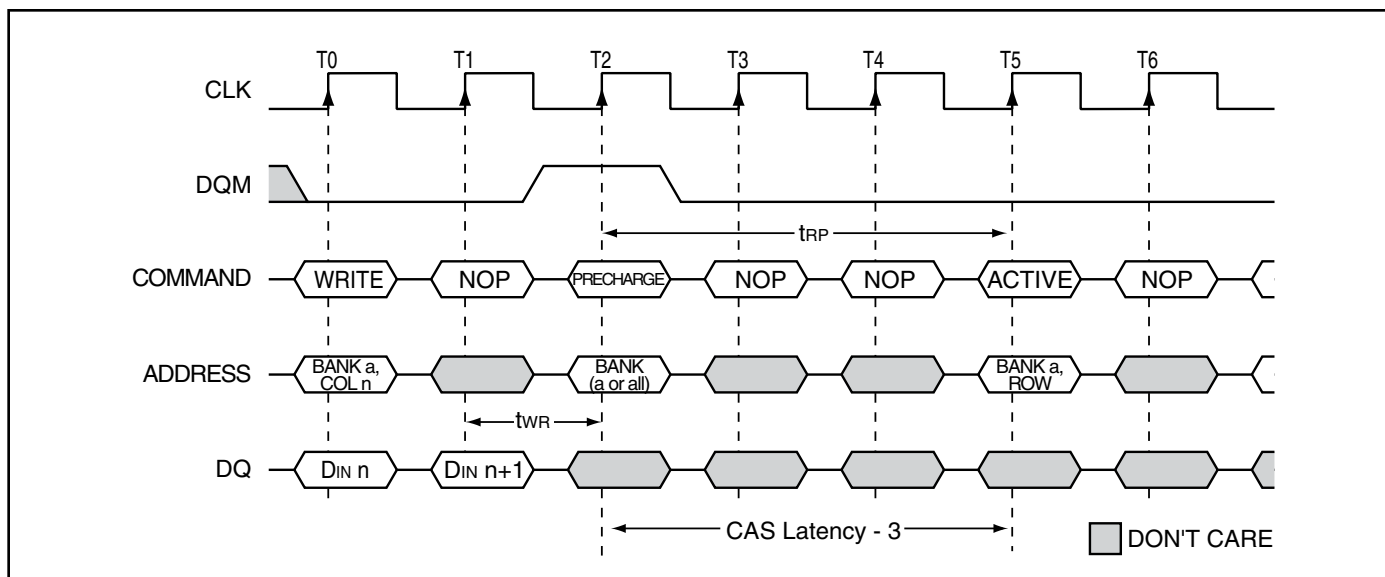 T0 T1 T2 T3 T4 T5 T6
CLK
DQM
tRP
COMMAND WRITE NOP PRECHARGE NOP NOP ACTIVE NOP
ADDRESS BANK a, COL n BANK (a or all) BANK a, ROW
tWR
DQ DIN n DIN n+1
CAS Latency - 3
DON'T CARE